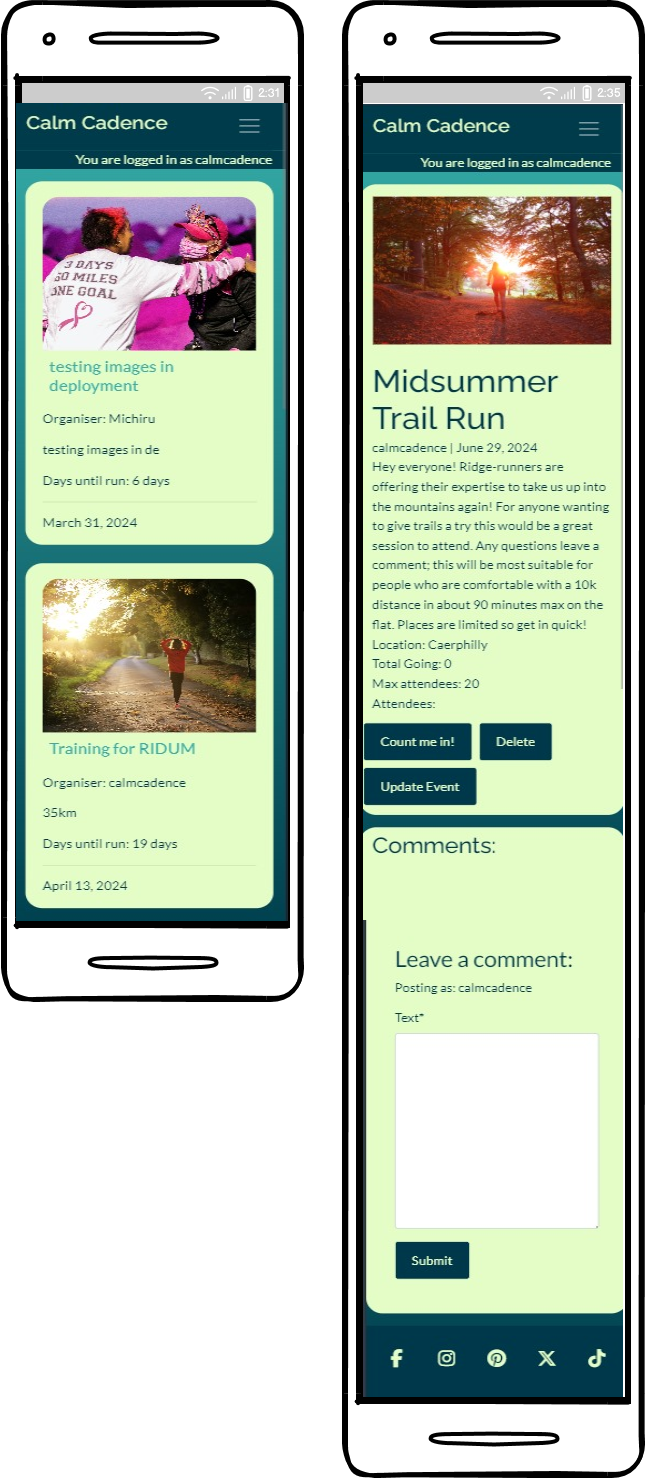 2:31
Calm Cadence
You are logged in as calmcadence
3 DAYS
60 MILES
ONE GOAL
testing images in
deployment
Organiser: Michiru
testing images in de
Days until run: 6 days
March 31, 2024
Training for RIDUM
Organiser: calmcadence
35km
Days until run: 19 days
April 13, 2024
2:35
Calm Cadence
You are logged in as calmcadence
Midsummer
Trail Run
calmcadence | June 29, 2024
Hey everyone! Ridge-runners are
offering their expertise to take us up into
the mountains again! For anyone wanting
to give trails a try this would be a great
session to attend. Any questions leave a
comment; this will be most suitable for
people who are comfortable with a 10k
distance in about 90 minutes max on the
flat. Places are limited so get in quick!
Location: Caerphilly
Total Going: 0
Max attendees: 20
Attendees:
Count me in!
Delete
Update Event
Comments:
Leave a comment:
Posting as: calmcadence
Text*
Submit